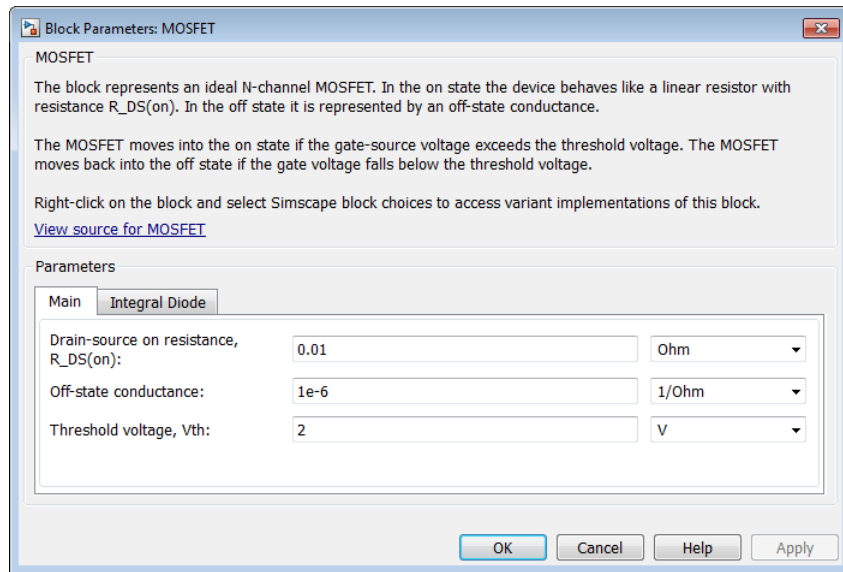 Block Parameters: MOSFET
MOSFET
The block represents an ideal N-channel MOSFET. In the on state the device behaves like a linear resistor with
resistance R_DS(on). In the off state it is represented by an off-state conductance.
The MOSFET moves into the on state if the gate-source voltage exceeds the threshold voltage. The MOSFET
moves back into the off state if the gate voltage falls below the threshold voltage.
Right-click on the block and select Simscape block choices to access variant implementations of this block.
View source for MOSFET
Parameters
Main Integral Diode
Drain-source on resistance,
R_DS(on): 0.01 Ohm
Off-state conductance: 1e-6 1/Ohm
Threshold voltage, Vth: 2 V
OK Cancel Help Apply